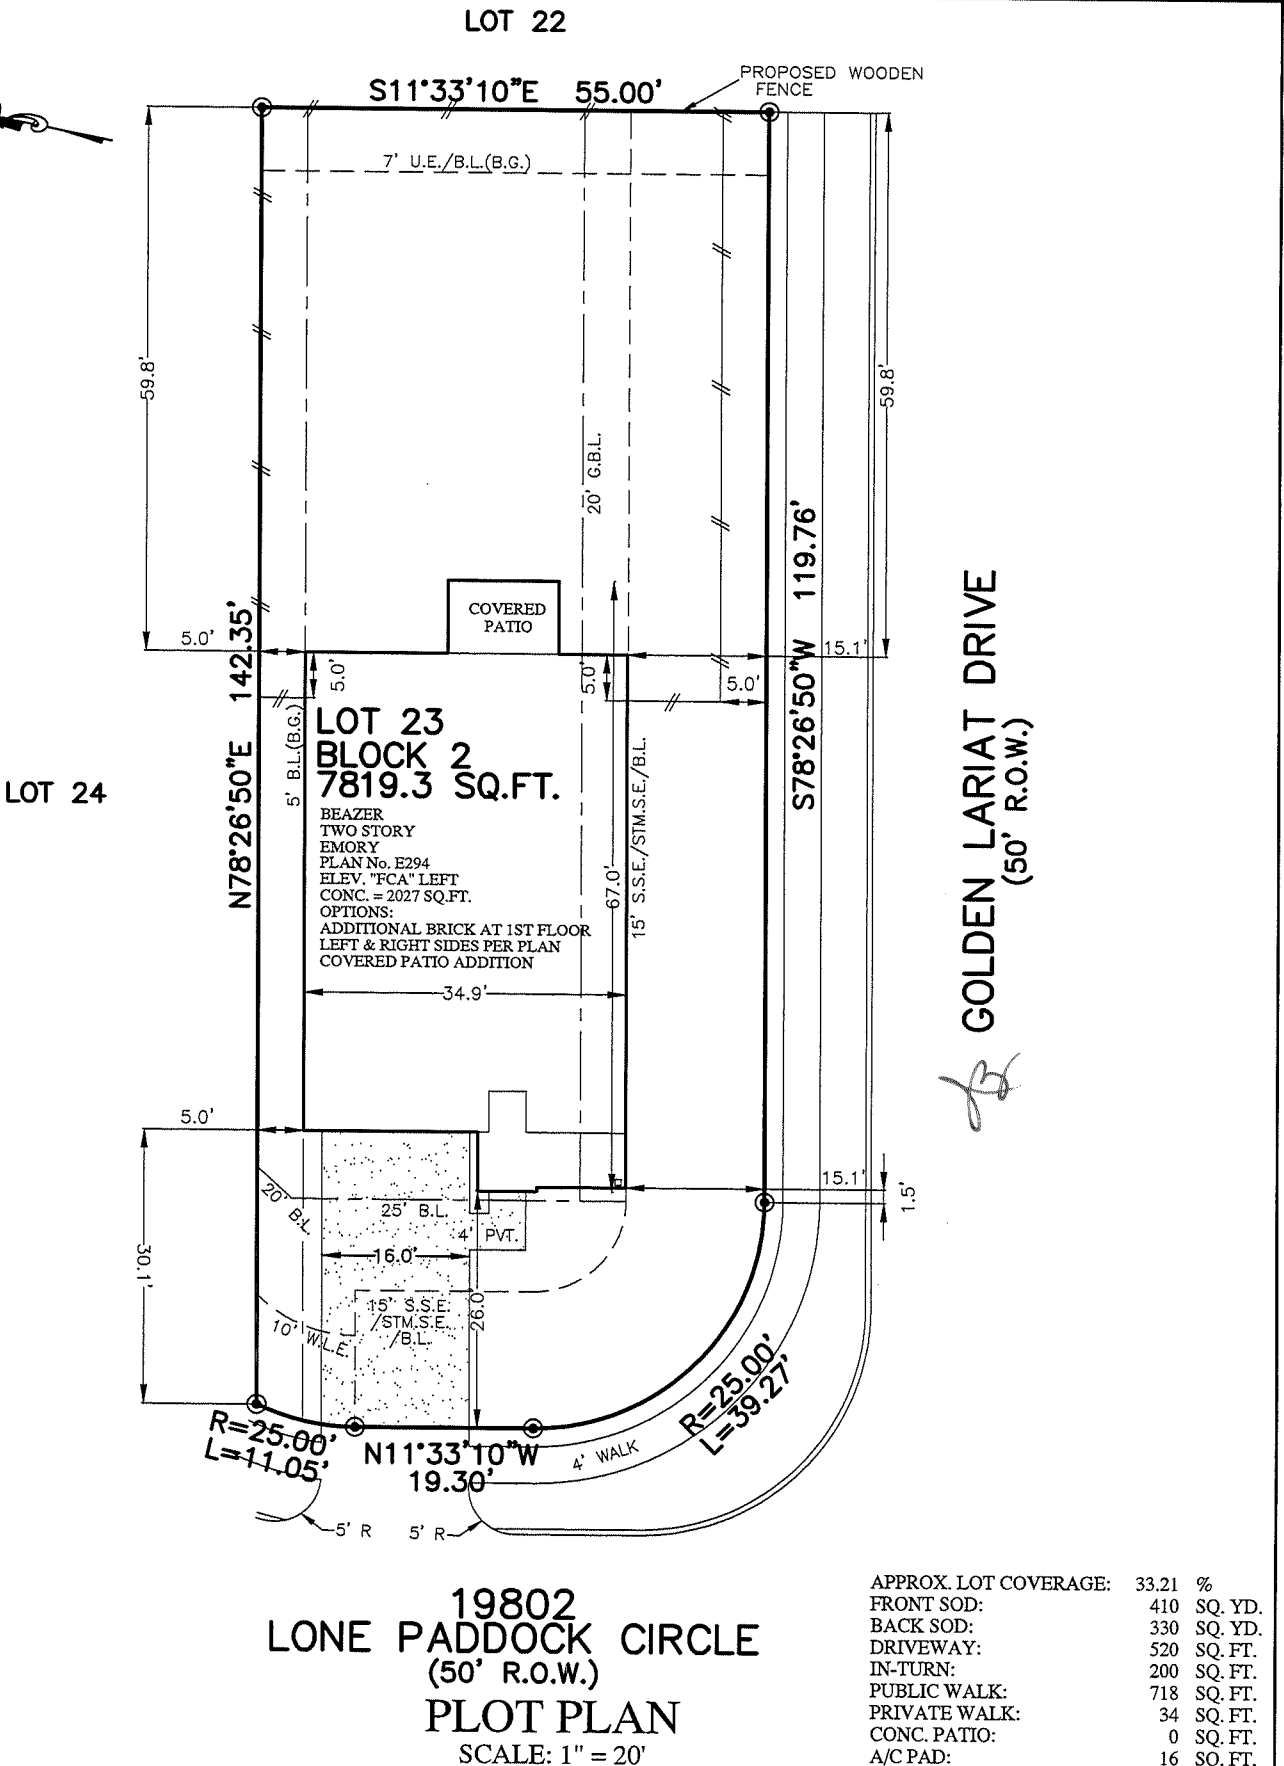 LOT 22
S11°33'10"E 55.00'
PROPOSED WOODEN
FENCE
7' U.E./B.L.(B.G.)
59.8'
59.8'
20' G.B.L.
N78°26'50"E 142.35'
S78°26'50"W 119.76'
COVERED
PATIO
5.0'
15.1'
5.0'
5.0'
5.0'
5' B.L.(B.G.)
LOT 23
BLOCK 2
7819.3 SQ.FT.
LOT 24
BEAZER
TWO STORY
EMORY
PLAN No. E294
ELEV. "FCA" LEFT
CONC. = 2027 SQ.FT.
OPTIONS:
ADDITIONAL BRICK AT 1ST FLOOR
LEFT & RIGHT SIDES PER PLAN
COVERED PATIO ADDITION
67.0'
15' S.S.E./STM.S.E./B.L.
GOLDEN LARIAT DRIVE
(50' R.O.W.)
34.9'
5.0'
15.1'
1.5'
20' B.L.
25' B.L.
4' PVT.
16.0'
30.1'
26.0'
15' S.S.E.
/STM.S.E.
/B.L.
10' W.L.E.
R=25.00'
L=11.05'
N11°33'10"W
19.30'
R=25.00'
L=39.27'
4' WALK
5' R
5' R
19802
LONE PADDOCK CIRCLE
(50' R.O.W.)
PLOT PLAN
SCALE: 1" = 20'
APPROX. LOT COVERAGE: 33.21 %
FRONT SOD: 410 SQ. YD.
BACK SOD: 330 SQ. YD.
DRIVEWAY: 520 SQ. FT.
IN-TURN: 200 SQ. FT.
PUBLIC WALK: 718 SQ. FT.
PRIVATE WALK: 34 SQ. FT.
CONC. PATIO: 0 SQ. FT.
A/C PAD: 16 SQ. FT.